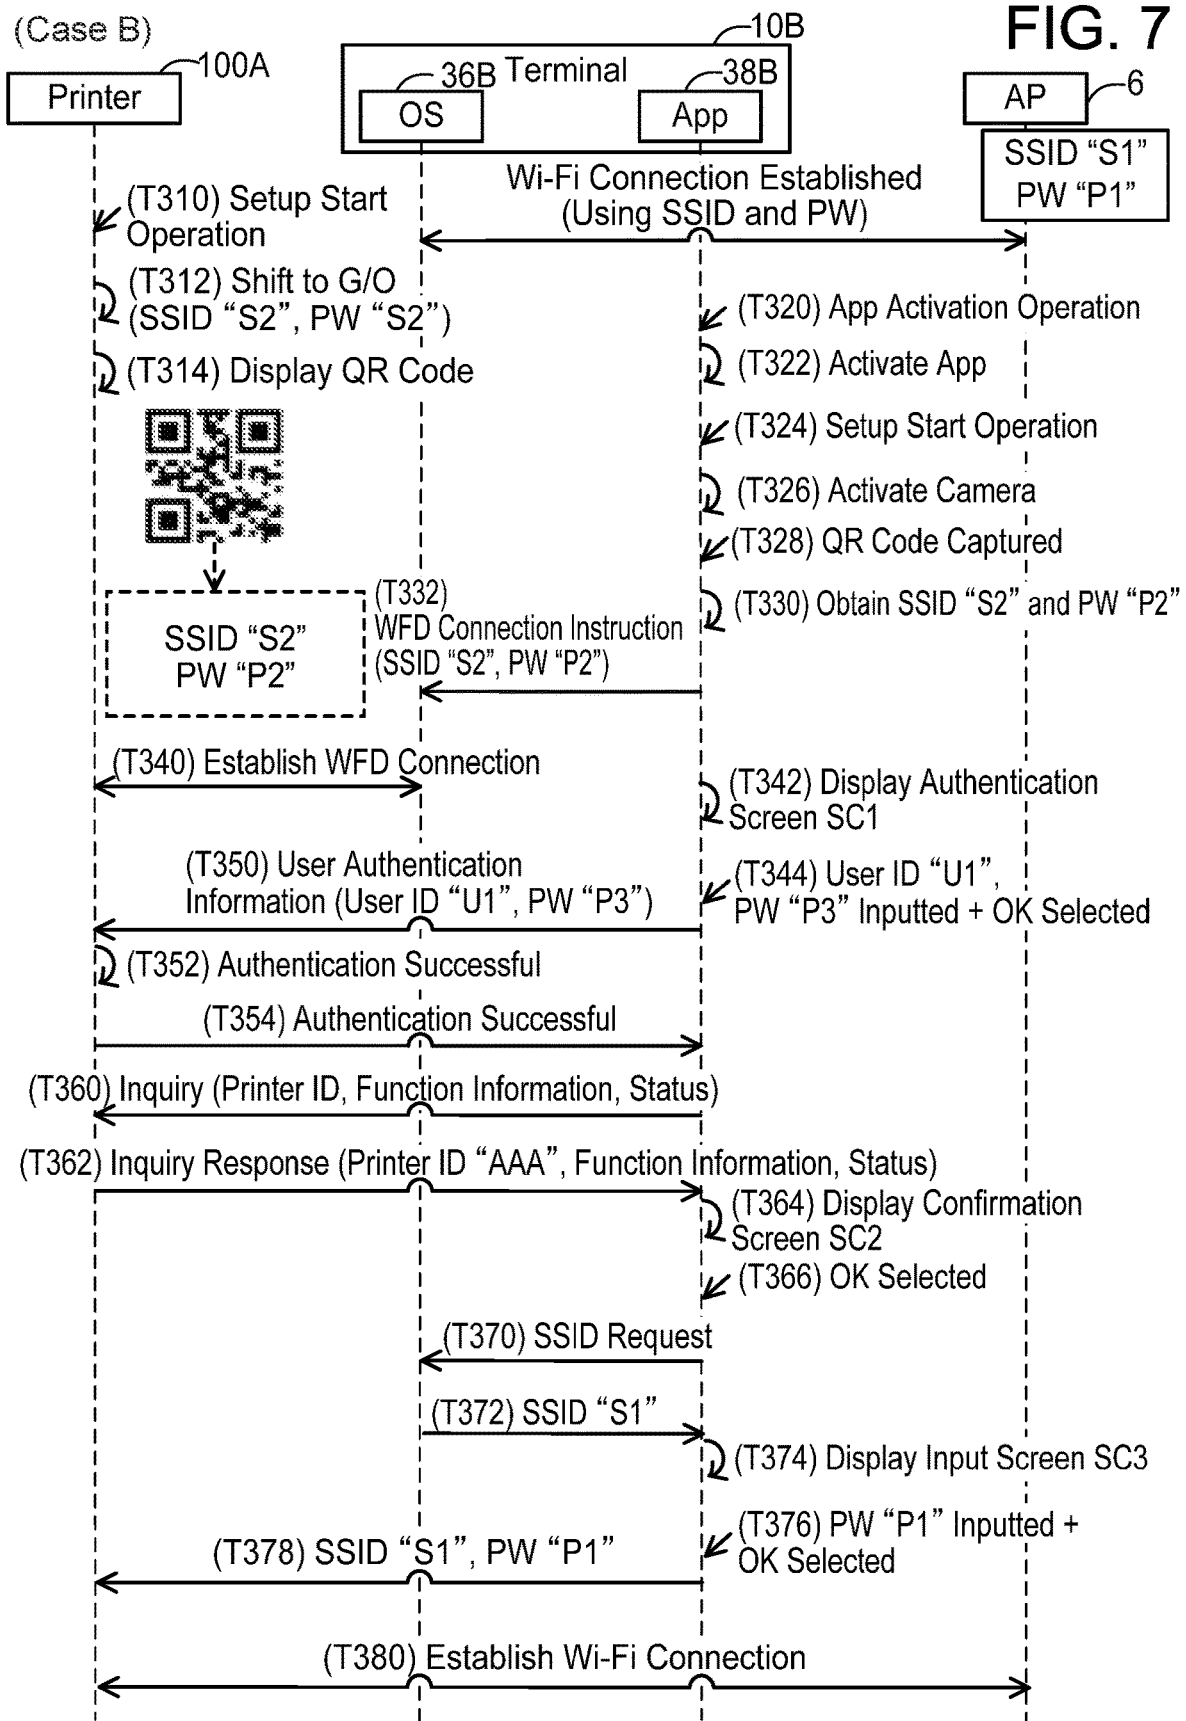 (Case B)
FIG. 7
10B
100A
Printer
Terminal
36B
OS
38B
App
6
AP
SSID “S1”
PW “P1”
Wi-Fi Connection Established
(Using SSID and PW)
(T310) Setup Start
Operation
(T312) Shift to G/O
(SSID “S2”, PW “S2”)
(T314) Display QR Code
(T320) App Activation Operation
(T322) Activate App
(T324) Setup Start Operation
(T326) Activate Camera
(T328) QR Code Captured
(T330) Obtain SSID “S2” and PW “P2”
SSID “S2”
PW “P2”
(T332)
WFD Connection Instruction
(SSID “S2”, PW “P2”)
(T340) Establish WFD Connection
(T342) Display Authentication
Screen SC1
(T344) User ID “U1”,
PW “P3” Inputted + OK Selected
(T350) User Authentication
Information (User ID “U1”, PW “P3”)
(T352) Authentication Successful
(T354) Authentication Successful
(T360) Inquiry (Printer ID, Function Information, Status)
(T362) Inquiry Response (Printer ID “AAA”, Function Information, Status)
(T364) Display Confirmation
Screen SC2
(T366) OK Selected
(T370) SSID Request
(T372) SSID “S1”
(T374) Display Input Screen SC3
(T376) PW “P1” Inputted +
OK Selected
(T378) SSID “S1”, PW “P1”
(T380) Establish Wi-Fi Connection